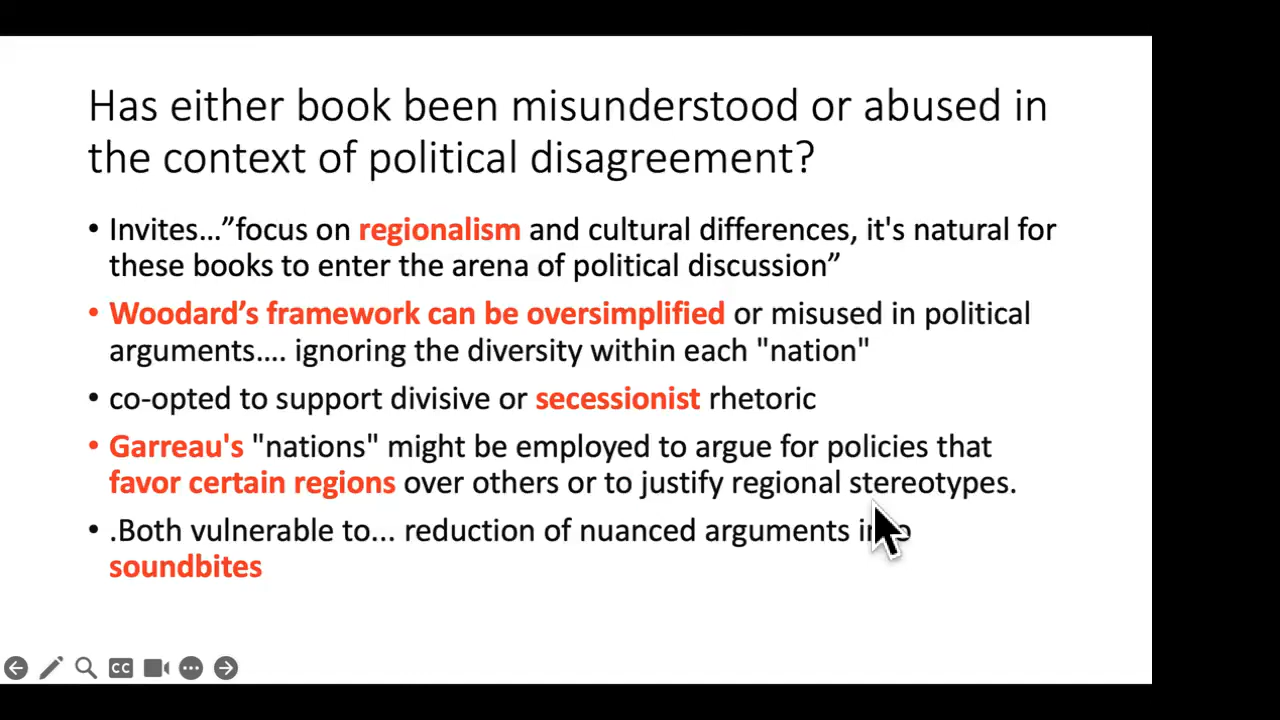 Has either book been misunderstood or abused in
the context of political disagreement?
• Invites…”focus on regionalism and cultural differences, it's natural for
these books to enter the arena of political discussion”
• Woodard’s framework can be oversimplified or misused in political
arguments.... ignoring the diversity within each "nation"
• co-opted to support divisive or secessionist rhetoric
• Garreau's "nations" might be employed to argue for policies that
favor certain regions over others or to justify regional stereotypes.
• .Both vulnerable to... reduction of nuanced arguments
soundbites
CC